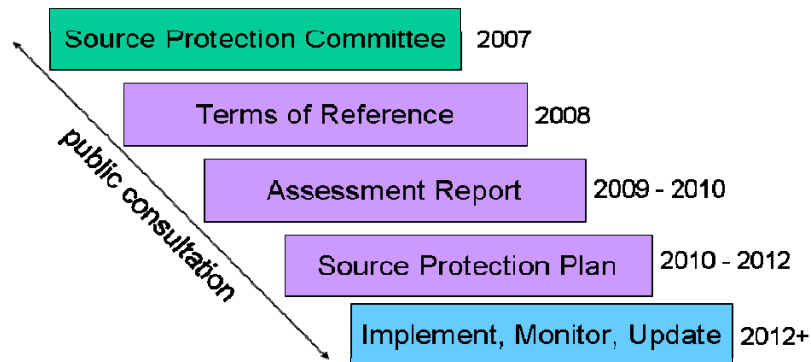 Source Protection Committee 2007
Terms of Reference 2008
Assessment Report 2009 - 2010
public consultation
Source Protection Plan 2010 - 2012
Implement, Monitor, Update 2012+